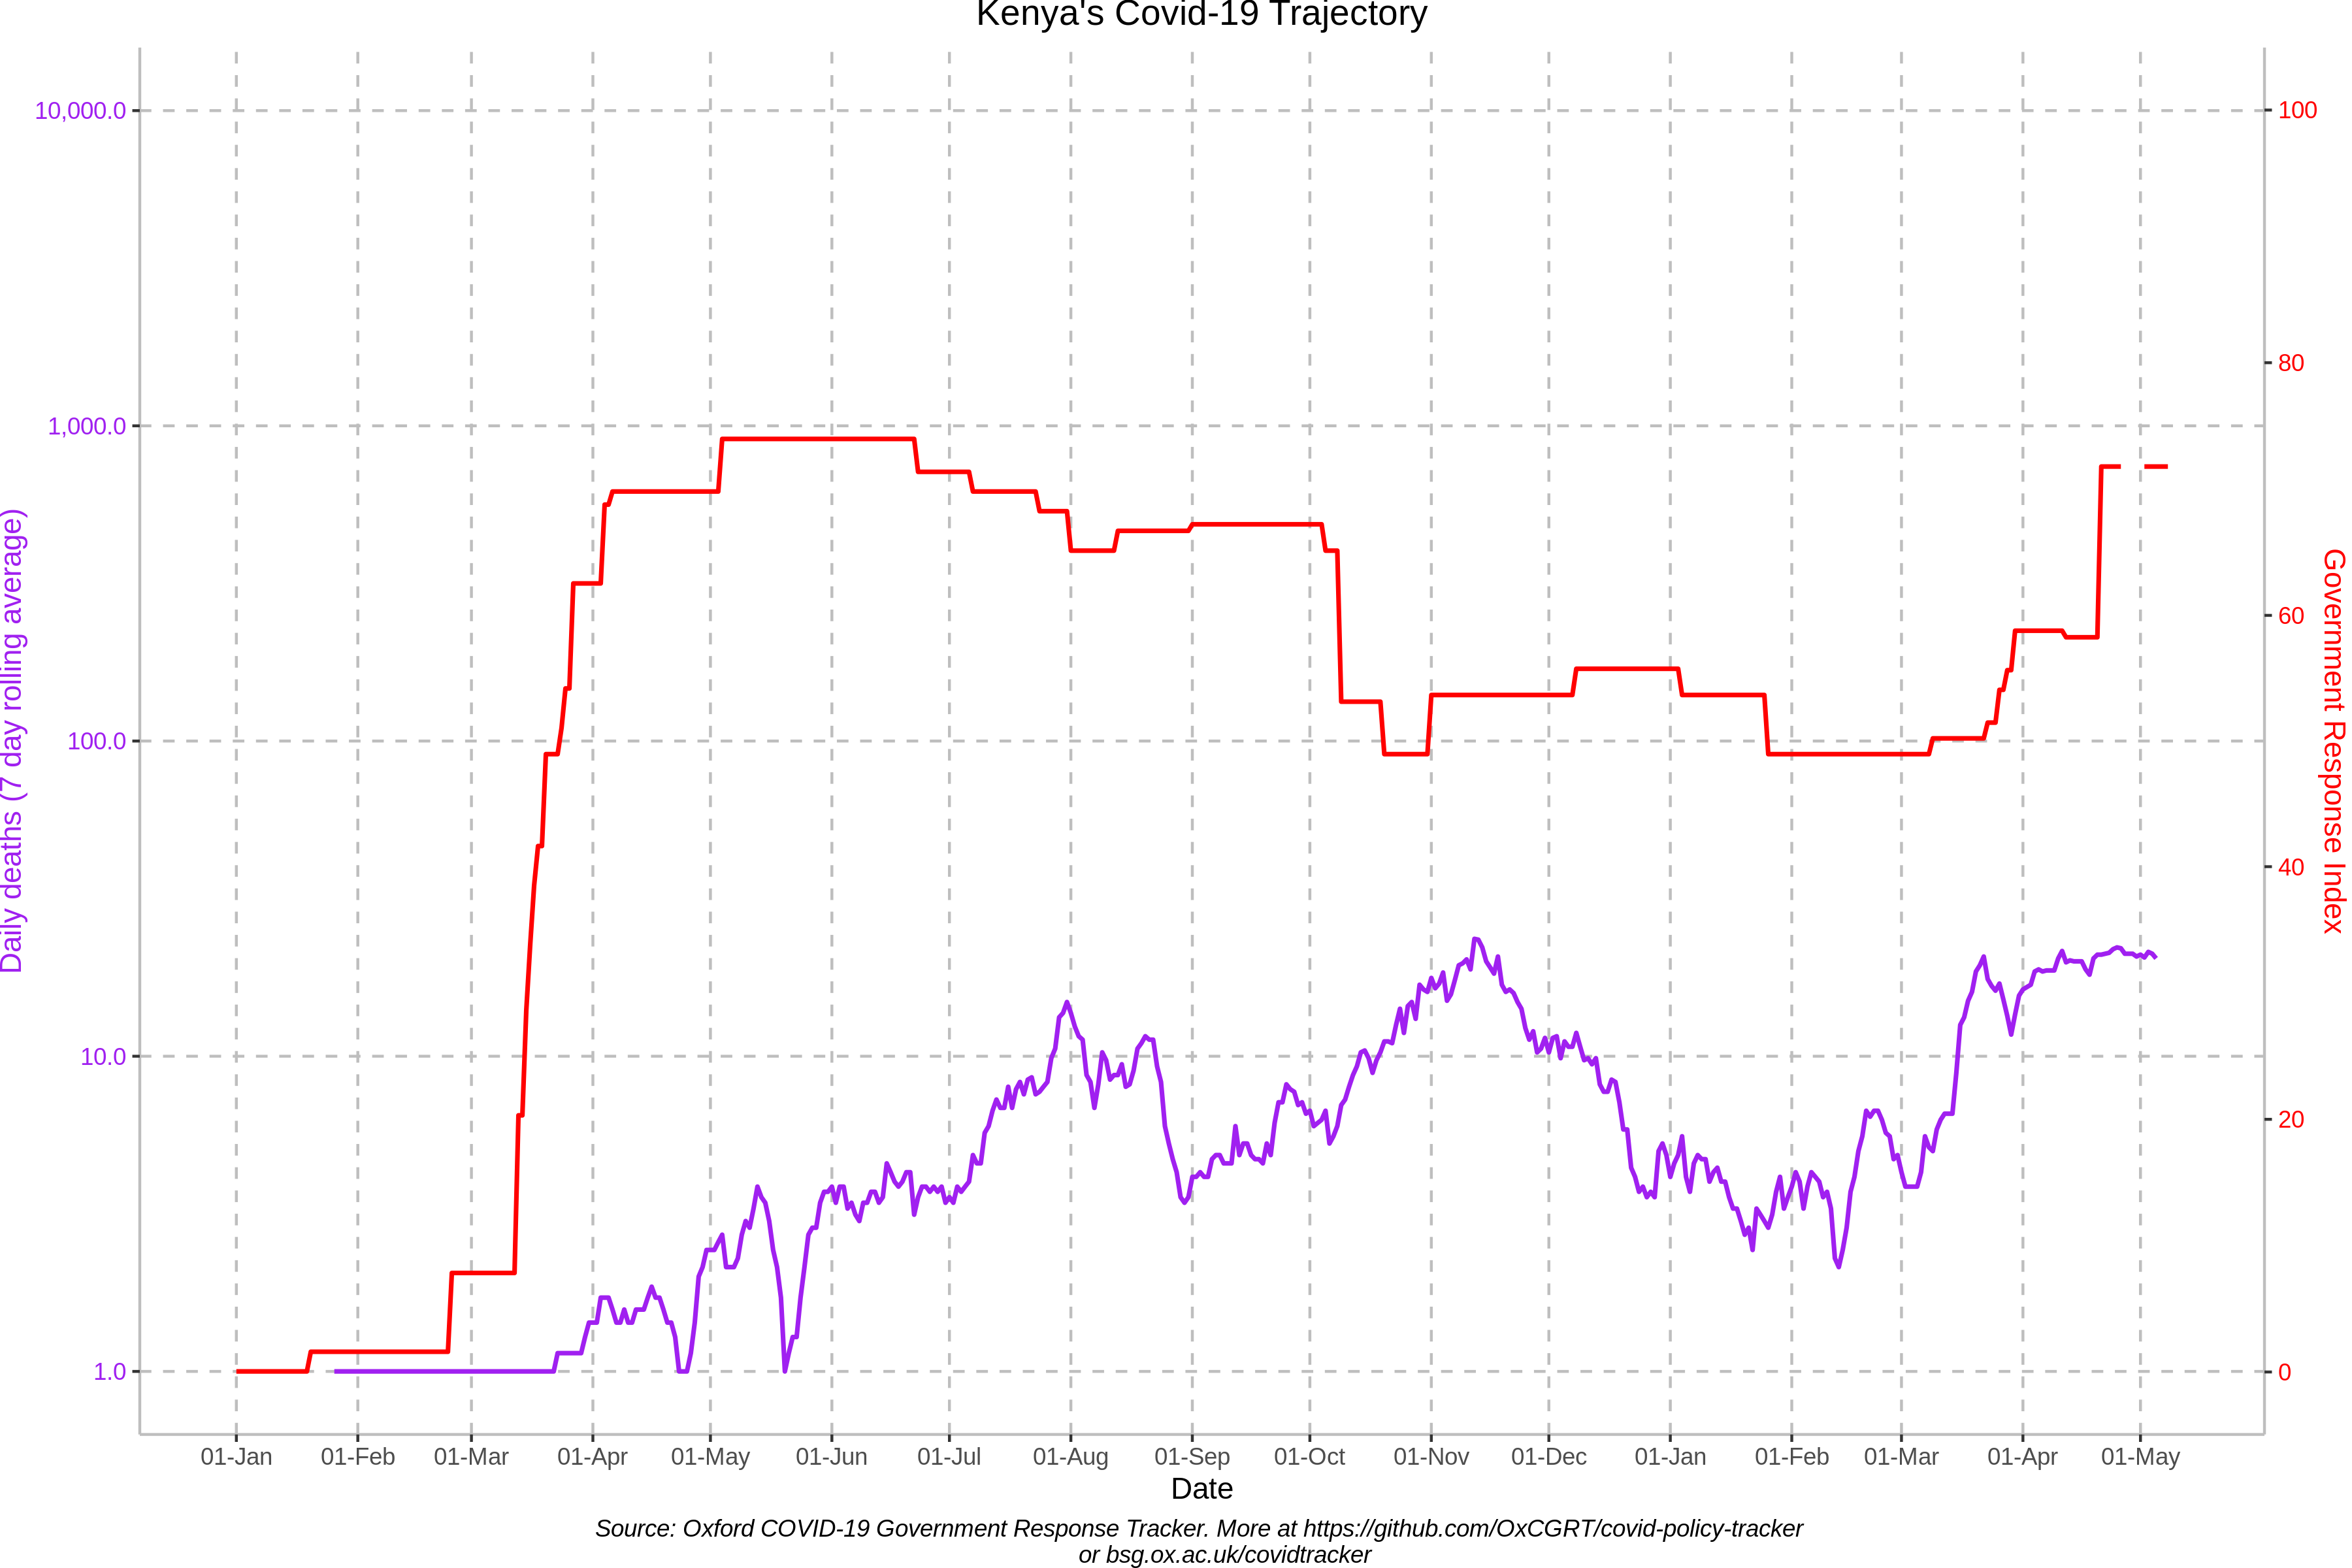 Kenya's Covid-19 Trajectory
Daily deaths (7 day rolling average)
10,000.0
1,000.0
100.0
10.0
1.0
100
80
60
40
20
0
Government Response Index
01-Jan 01-Feb 01-Mar 01-Apr 01-May 01-Jun 01-Jul 01-Aug 01-Sep 01-Oct 01-Nov 01-Dec 01-Jan 01-Feb 01-Mar 01-Apr 01-May
Date
Source: Oxford COVID-19 Government Response Tracker. More at https://github.com/OxCGRT/covid-policy-tracker
or bsg.ox.ac.uk/covidtracker